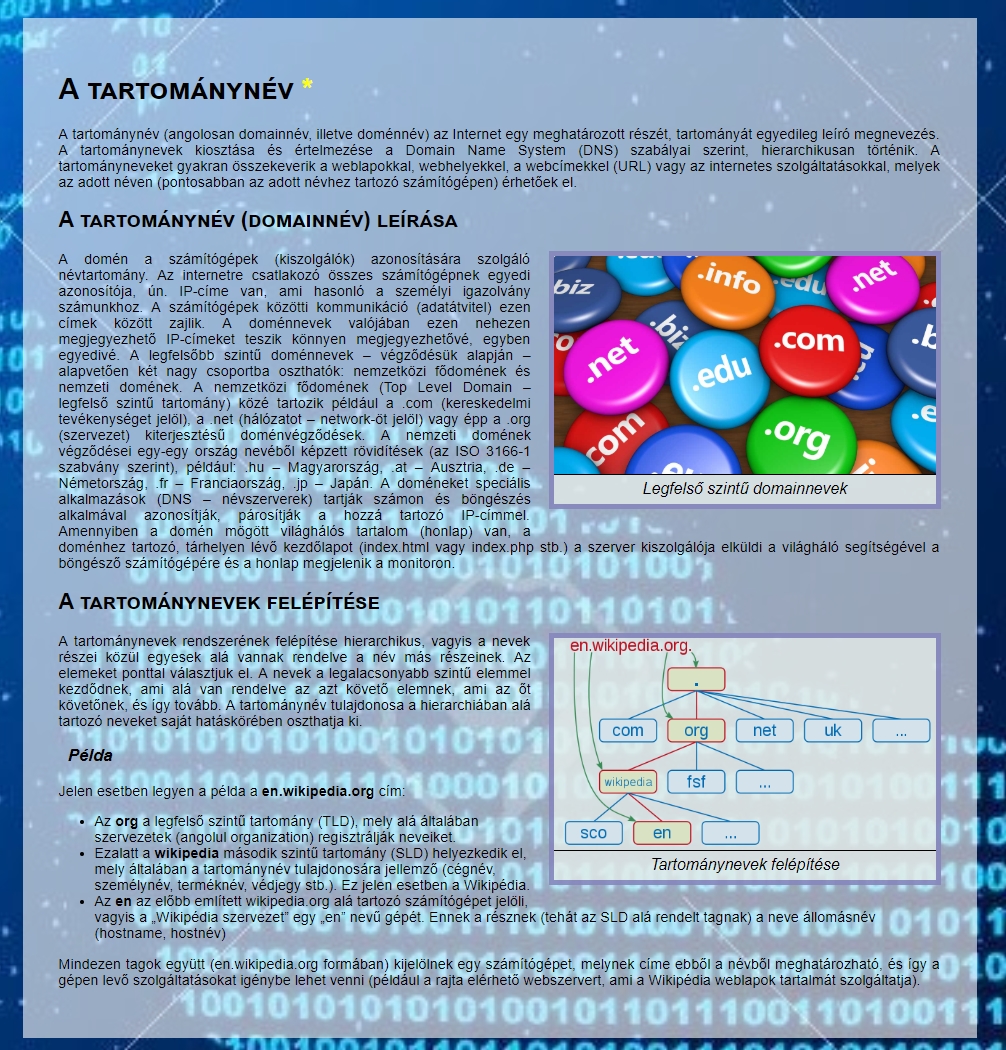 A TARTOMÁNYNÉV *
A tartománynév (angolosan domainnév, illetve doménnév) az Internet egy meghatározott részét, tartományát egyedileg leíró megnevezés.
A tartománynevek kiosztása és értelmezése a Domain Name System (DNS) szabályai szerint, hierarchikusan történik. A
tartományneveket gyakran összekeverik a weblapokkal, webhelyekkel, a webcímekkel (URL) vagy az internetes szolgáltatásokkal, melyek
az adott néven (pontosabban az adott névhez tartozó számítógépen) érhetőek el.
A TARTOMÁNYNÉV (DOMAINNÉV) LEÍRÁSA
A domén a számítógépek (kiszolgálók) azonosítására szolgáló
névtartomány. Az internetre csatlakozó összes számítógépnek egyedi
azonosítója, ún. IP-címe van, ami hasonló a személyi igazolvány
számunkhoz. A számítógépek közötti kommunikáció (adatátvitel) ezen
címek között zajlik. A doménnevek valójában ezen nehezen
megjegyezhető IP-címeket teszik könnyen megjegyezhetővé, egyben
egyedivé. A legfelsőbb szintű doménnevek – végződésük alapján –
alapvetően két nagy csoportba oszthatók: nemzetközi fődomének és
nemzeti domének. A nemzetközi fődomének (Top Level Domain –
legfelső szintű tartomány) közé tartozik például a .com (kereskedelmi
tevékenységet jelöl), a .net (hálózatot – network-öt jelöl) vagy épp a .org
(szervezet) kiterjesztésű doménvégződések. A nemzeti domének
végződései egy-egy ország nevéből képzett rövidítések (az ISO 3166-1
szabvány szerint), például: .hu – Magyarország, .at – Ausztria, .de –
Németország, .fr – Franciaország, .jp – Japán. A doméneket speciális
alkalmazások (DNS – névszerverek) tartják számon és böngészés
alkalmával azonosítják, párosítják a hozzá tartozó IP-címmel.
Amennyiben a domén mögött világhálós tartalom (honlap) van, a
doménhez tartozó, tárhelyen lévő kezdőlapot (index.html vagy index.php stb.) a szerver kiszolgálója elküldi a világháló segítségével a
böngésző számítógépére és a honlap megjelenik a monitoron.
biz
.info
.edu
.net
.net
.biz
.edu
.com
.com
.org
Legfelső szintű domainnevek
A TARTOMÁNYNEVEK FELÉPÍTÉSE
A tartománynevek rendszerének felépítése hierarchikus, vagyis a nevek
részei közül egyesek alá vannak rendelve a név más részeinek. Az
elemeket ponttal választjuk el. A nevek a legalacsonyabb szintű elemmel
kezdődnek, ami alá van rendelve az azt követő elemnek, ami az őt
követőnek, és így tovább. A tartománynév tulajdonosa a hierarchiában alá
tartozó neveket saját hatáskörében oszthatja ki.
en.wikipedia.org.
.
com org net uk ...
wikipedia fsf ...
sco en ...
Tartománynevek felépítése
Példa
Jelen esetben legyen a példa a en.wikipedia.org cím:
• Az org a legfelső szintű tartomány (TLD), mely alá általában
szervezetek (angolul organization) regisztrálják neveiket.
• Ezalatt a wikipedia második szintű tartomány (SLD) helyezkedik el,
mely általában a tartománynév tulajdonosára jellemző (cégnév,
személynév, terméknév, védjegy stb.). Ez jelen esetben a Wikipédia.
• Az en az előbb említett wikipedia.org alá tartozó számítógépet jelöli,
vagyis a „Wikipédia szervezet” egy „en” nevű gépét. Ennek a résznek (tehát az SLD alá rendelt tagnak) a neve állomásnév
(hostname, hostnév)
Mindezen tagok együtt (en.wikipedia.org formában) kijelölnek egy számítógépet, melynek címe ebből a névből meghatározható, és így a
gépen levő szolgáltatásokat igénybe lehet venni (például a rajta elérhető webszervert, ami a Wikipédia weblapok tartalmát szolgáltatja).